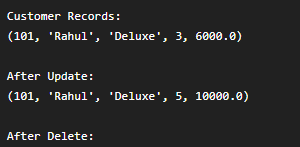 Customer Records:
(101, 'Rahul', 'Deluxe', 3, 6000.0)
After Update:
(101, 'Rahul', 'Deluxe', 5, 10000.0)
After Delete: